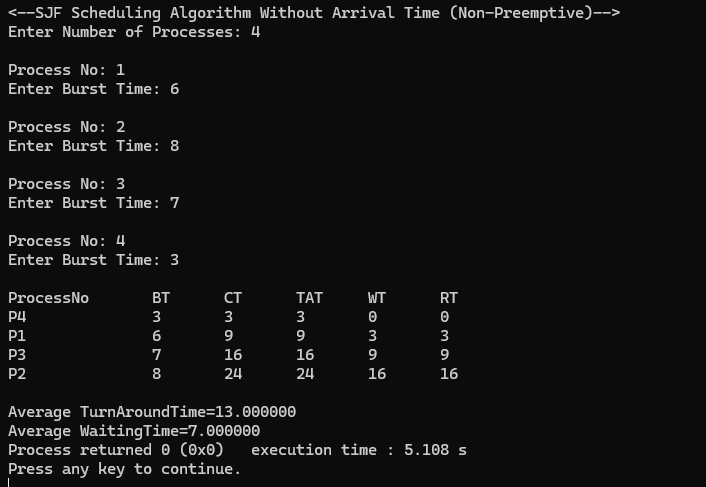 <--SJF Scheduling Algorithm Without Arrival Time (Non-Preemptive)-->
Enter Number of Processes: 4
Process No: 1
Enter Burst Time: 6
Process No: 2
Enter Burst Time: 8
Process No: 3
Enter Burst Time: 7
Process No: 4
Enter Burst Time: 3
ProcessNo BT CT TAT WT RT
P4 3 3 3 0 0
P1 6 9 9 3 3
P3 7 16 16 9 9
P2 8 24 24 16 16
Average TurnAroundTime=13.000000
Average WaitingTime=7.000000
Process returned 0 (0x0) execution time : 5.108 s
Press any key to continue.